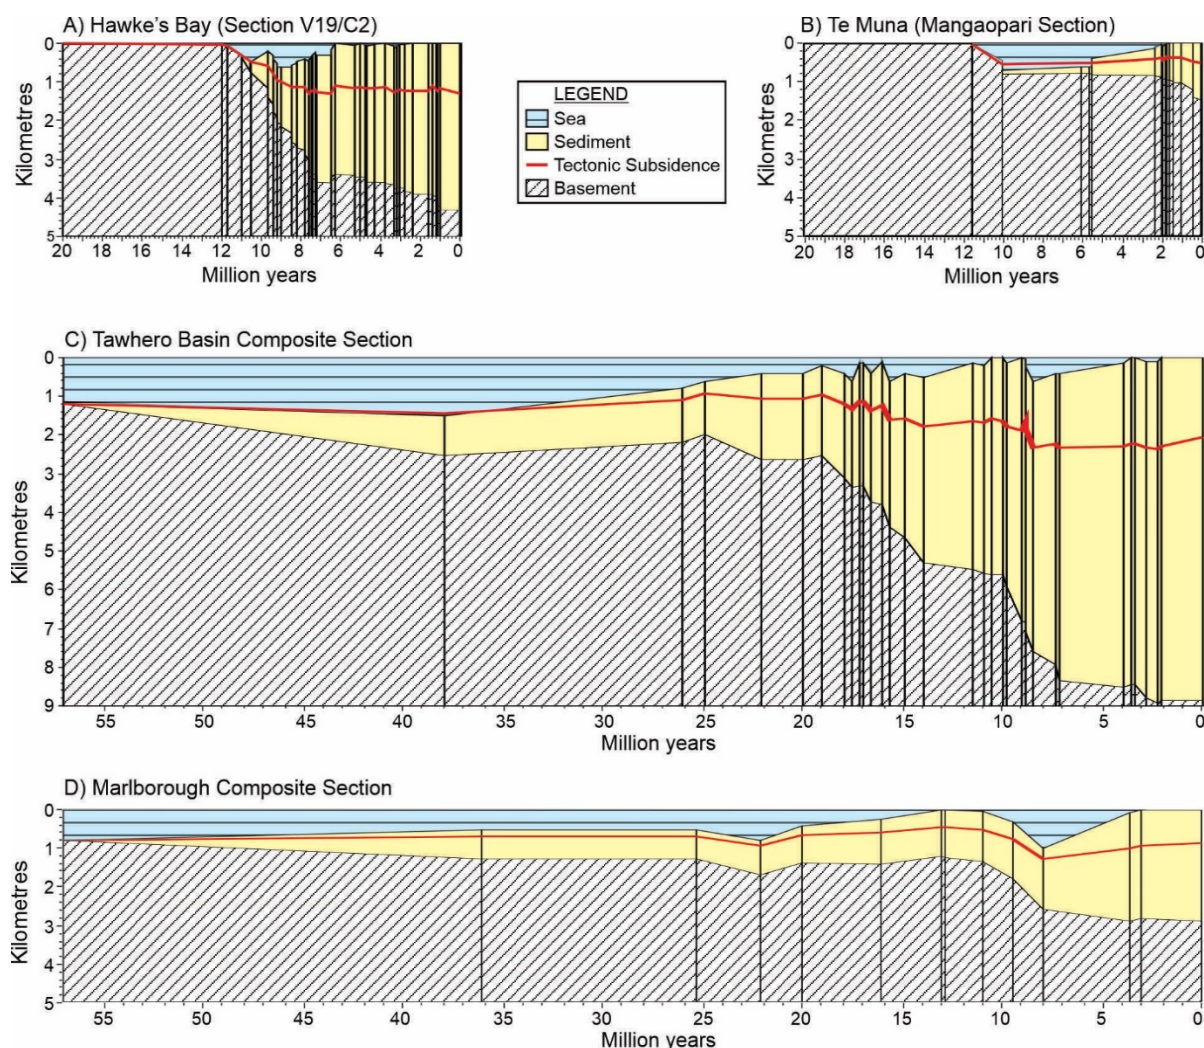 A) Hawke's Bay (Section V19/C2)
B) Te Muna (Mangaopari Section)
Kilometres
0
1
2
3
4
5
20 18 16 14 12 10 8 6 4 2 0
Million years
LEGEND
Sea
Sediment
Tectonic Subsidence
Basement
Kilometres
0
1
2
3
4
5
20 18 16 14 12 10 8 6 4 2 0
Million years
C) Tawhero Basin Composite Section
Kilometres
0
1
2
3
4
5
6
7
8
9
55 50 45 40 35 30 25 20 15 10 5 0
Million years
D) Marlborough Composite Section
Kilometres
0
1
2
3
4
5
55 50 45 40 35 30 25 20 15 10 5 0
Million years